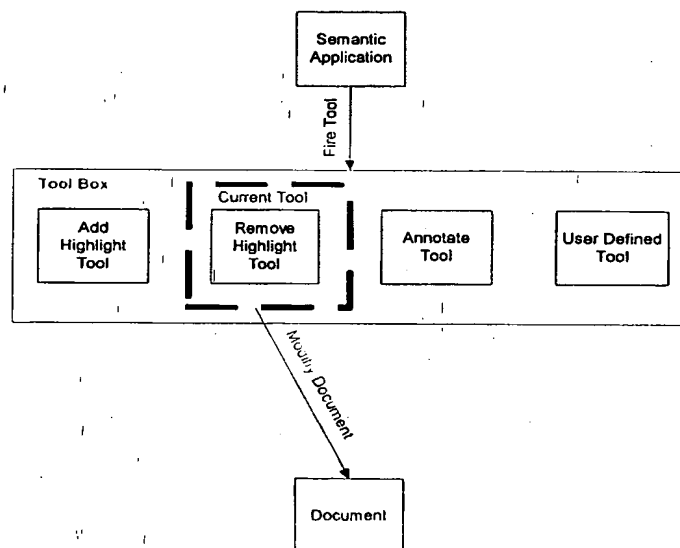 Semantic
Application
Fire Tool
Tool Box
Current Tool
Add
Highlight
Tool
Remove
Highlight
Tool
Annotate
Tool
User Defined
Tool
Modify Document
Document